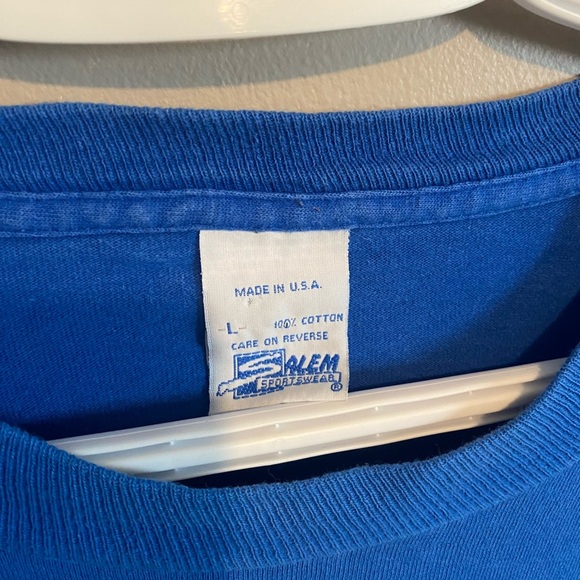 MADE IN U.S.A.
-L- 100% COTTON
CARE ON REVERSE
SALEM
SPORTSWEAR ®